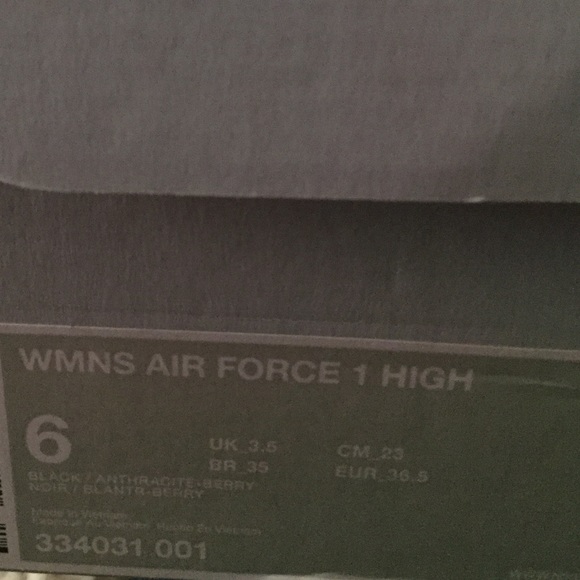 WMNS AIR FORCE 1 HIGH
6
UK 3.5 CM 23
BR 35 EUR 36.5
BLACK / ANTHRACITE-BERRY
NOIR / BLANTR-BERRY
Made in Vietnam
334031 001